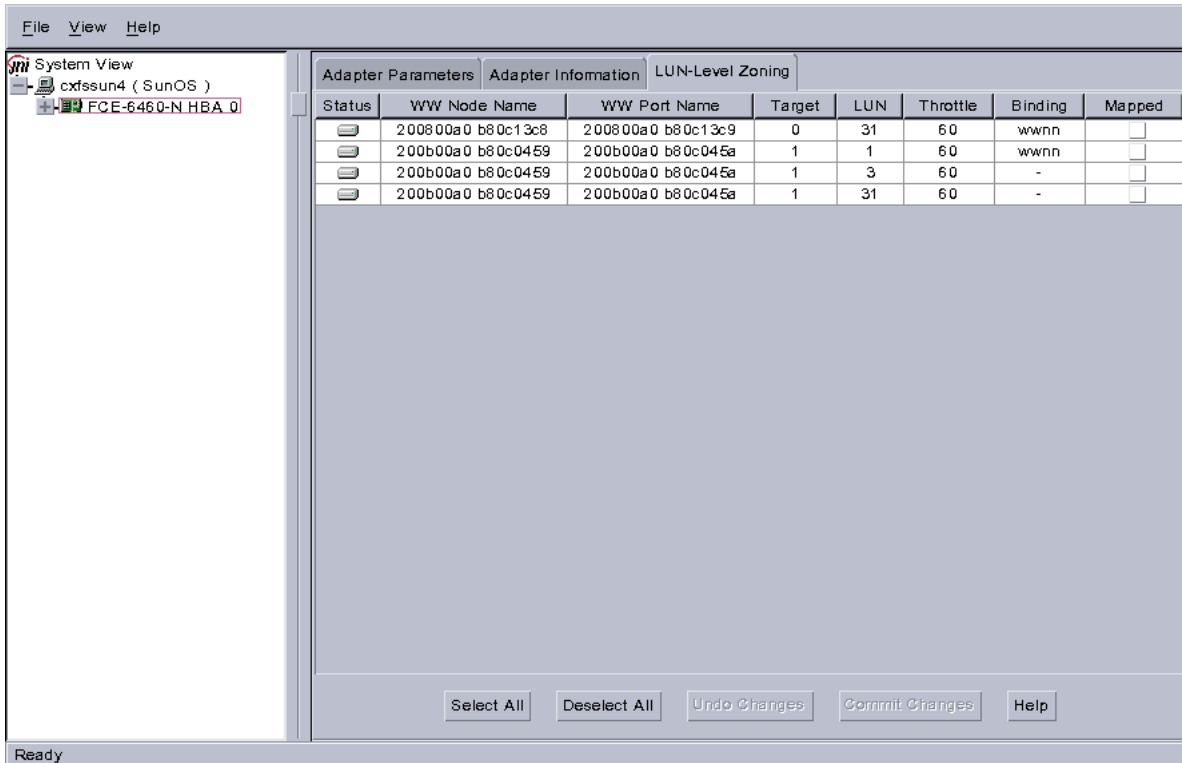 File View Help
jni System View
cxfssun4 ( SunOS )
FCE-6460-N HBA 0
Adapter Parameters Adapter Information LUN-Level Zoning
Status WW Node Name WW Port Name Target LUN Throttle Binding Mapped
200800a0 b80c13c8 200800a0 b80c13c9 0 31 60 wwnn
200b00a0 b80c0459 200b00a0 b80c045a 1 1 60 wwnn
200b00a0 b80c0459 200b00a0 b80c045a 1 3 60 -
200b00a0 b80c0459 200b00a0 b80c045a 1 31 60 -
Select All Deselect All Undo Changes Commit Changes Help
Ready